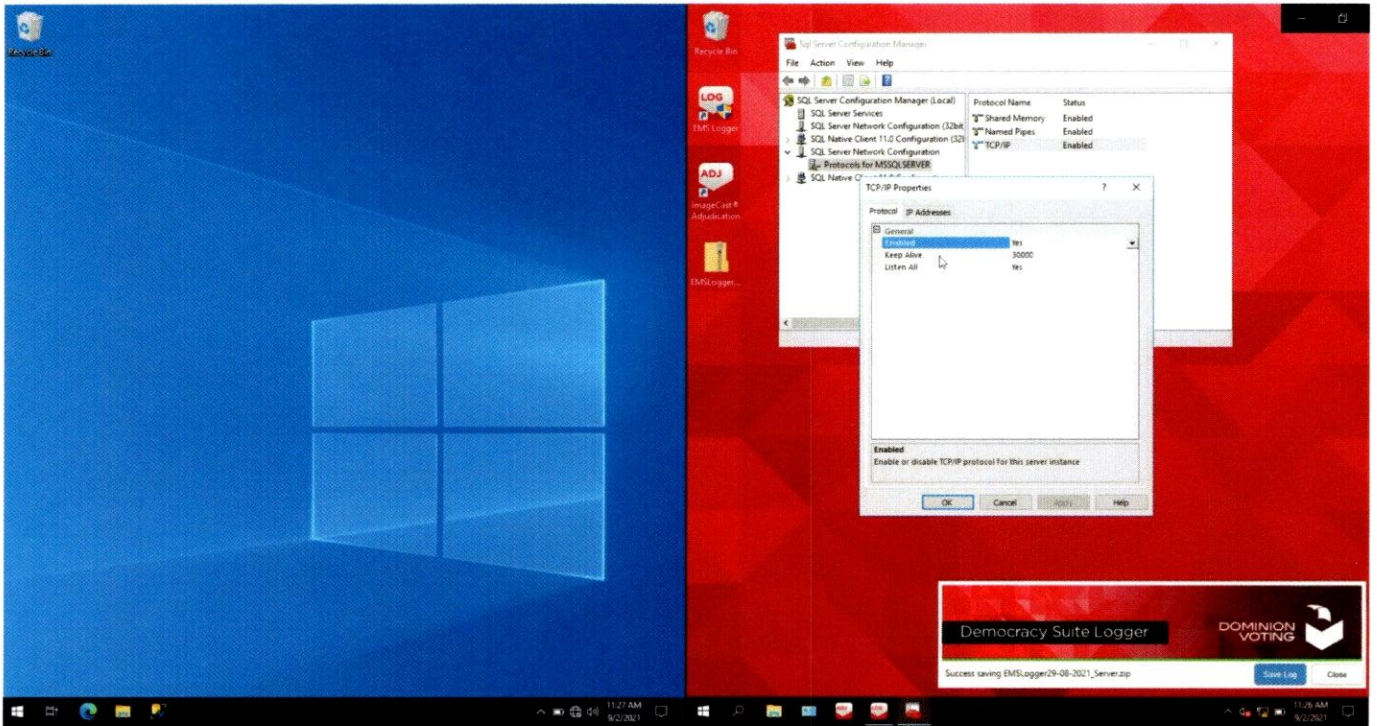 Recycle Bin
Recycle Bin
LOG
EMS Logger
ADJ
ImageCast®
Adjudication
EMSLogger...
Sql Server Configuration Manager
File Action View Help
SQL Server Configuration Manager (Local)
SQL Server Services
SQL Server Network Configuration (32bit
SQL Native Client 11.0 Configuration (32b
SQL Server Network Configuration
Protocols for MSSQLSERVER
SQL Native
Protocol Name Status
Shared Memory Enabled
Named Pipes Enabled
TCP/IP Enabled
TCP/IP Properties
Protocol IP Addresses
General
Enabled Yes
Keep Alive 30000
Listen All Yes
Enabled
Enable or disable TCP/IP protocol for this server instance
OK Cancel Apply Help
Democracy Suite Logger
DOMINION
VOTING
Success saving EMSLogger29-08-2021_Server.zip
Save Log Close
11:27 AM
9/2/2021
ADJ
ADJ
11:26 AM
9/2/2021